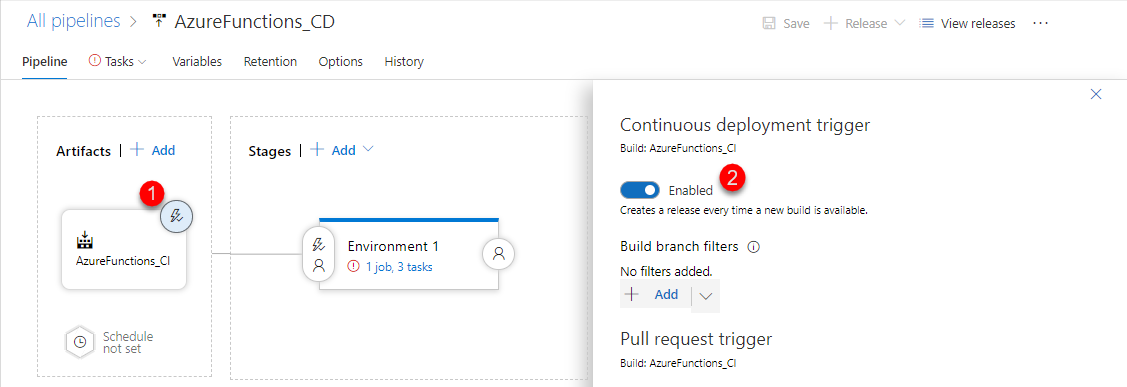 All pipelines > AzureFunctions_CD
Save + Release View releases ...
Pipeline Tasks Variables Retention Options History
Artifacts | + Add
Stages | + Add
1
AzureFunctions_CI
Schedule
not set
Environment 1
1 job, 3 tasks
Continuous deployment trigger
Build: AzureFunctions_CI
Enabled
2
Creates a release every time a new build is available.
Build branch filters
No filters added.
+ Add
Pull request trigger
Build: AzureFunctions_CI